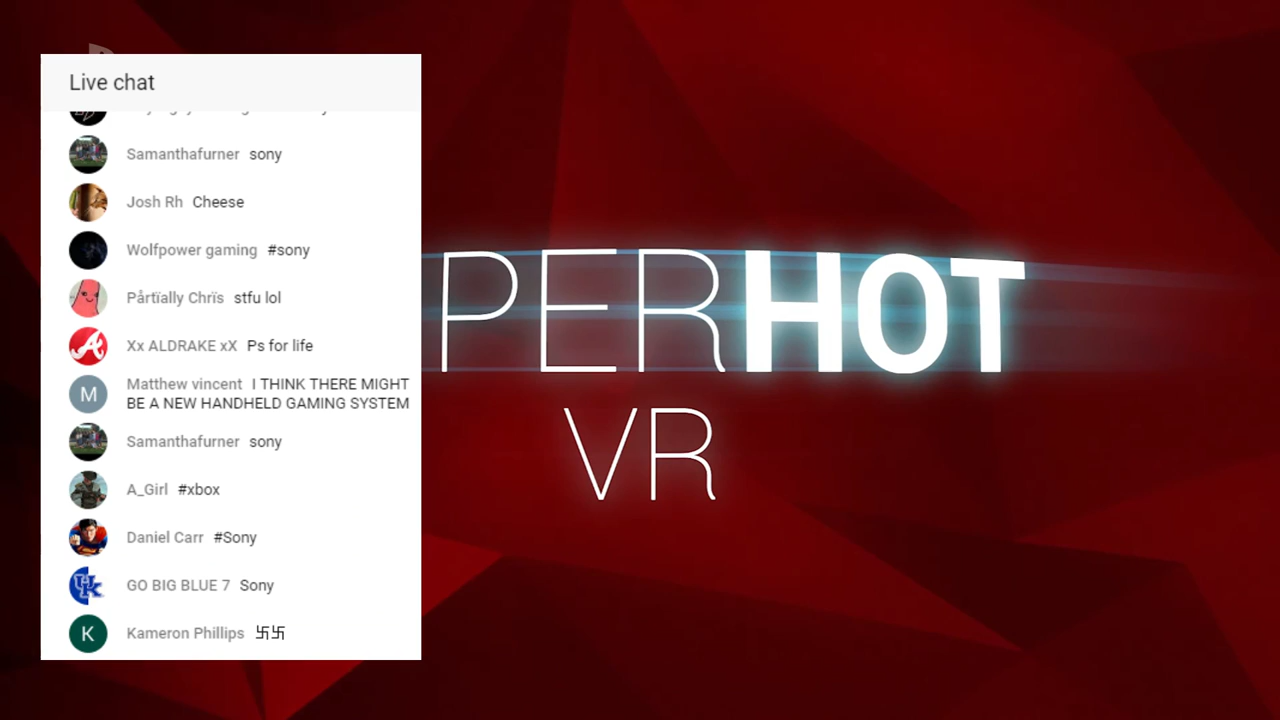 Live chat
Samanthafurner sony
Josh Rh Cheese
Wolfpower gaming #sony
Pårtïally Chrïs stfu lol
Xx ALDRAKE xX Ps for life
Matthew vincent I THINK THERE MIGHT
BE A NEW HANDHELD GAMING SYSTEM
M
Samanthafurner sony
A_Girl #xbox
Daniel Carr #Sony
GO BIG BLUE 7 Sony
UK
K
Kameron Phillips 卐卐
PERHOT
VR